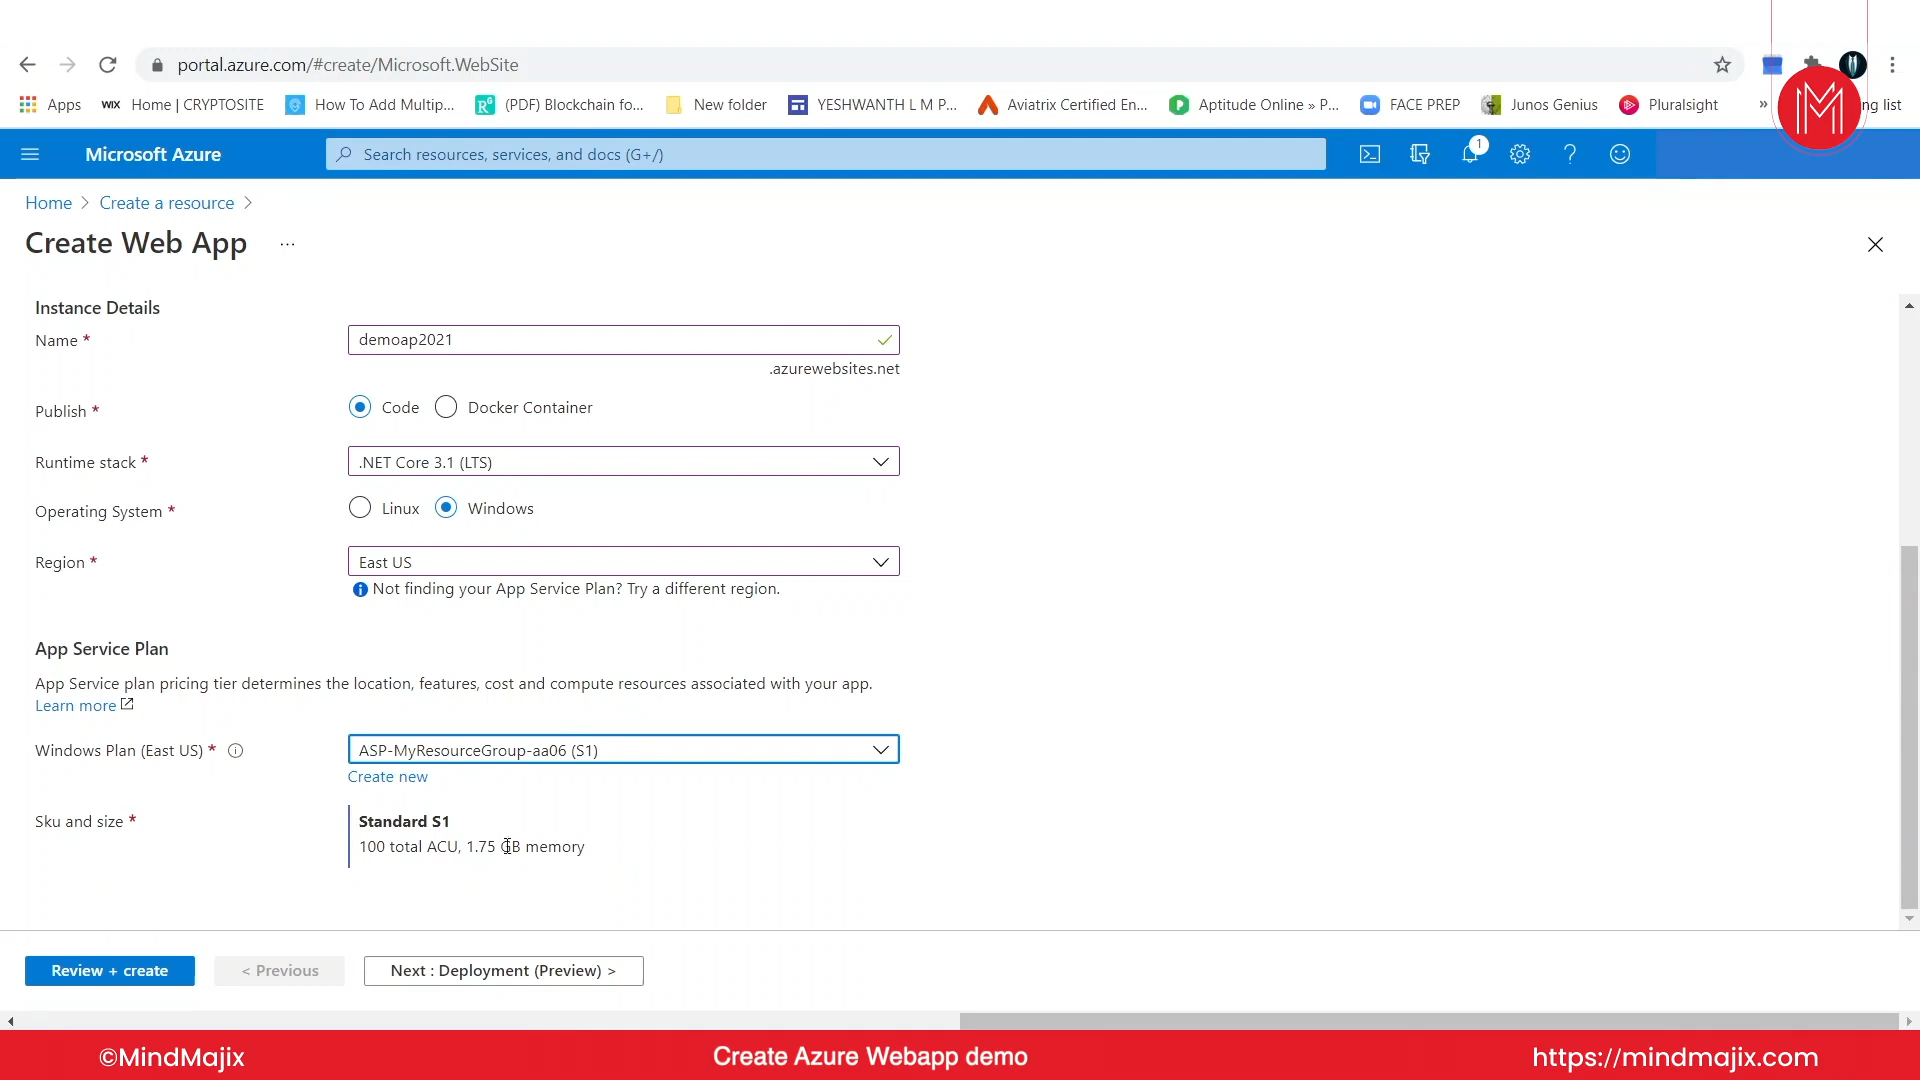 portal.azure.com/#create/Microsoft.WebSite
Apps WIX Home | CRYPTOSITE How To Add Multip... (PDF) Blockchain fo... New folder YESHWANTH L M P... Aviatrix Certified En... Aptitude Online » P... FACE PREP Junos Genius Pluralsight » ng list
Microsoft Azure
Search resources, services, and docs (G+/)
1
Home > Create a resource >
Create Web App ...
Instance Details
Name *
demoap2021
.azurewebsites.net
Publish *
Code Docker Container
Runtime stack *
.NET Core 3.1 (LTS)
Operating System *
Linux Windows
Region *
East US
Not finding your App Service Plan? Try a different region.
App Service Plan
App Service plan pricing tier determines the location, features, cost and compute resources associated with your app.
Learn more
Windows Plan (East US) *
ASP-MyResourceGroup-aa06 (S1)
Create new
Sku and size *
Standard S1
100 total ACU, 1.75 GB memory
Review + create < Previous Next : Deployment (Preview) >
©MindMajix Create Azure Webapp demo https://mindmajix.com